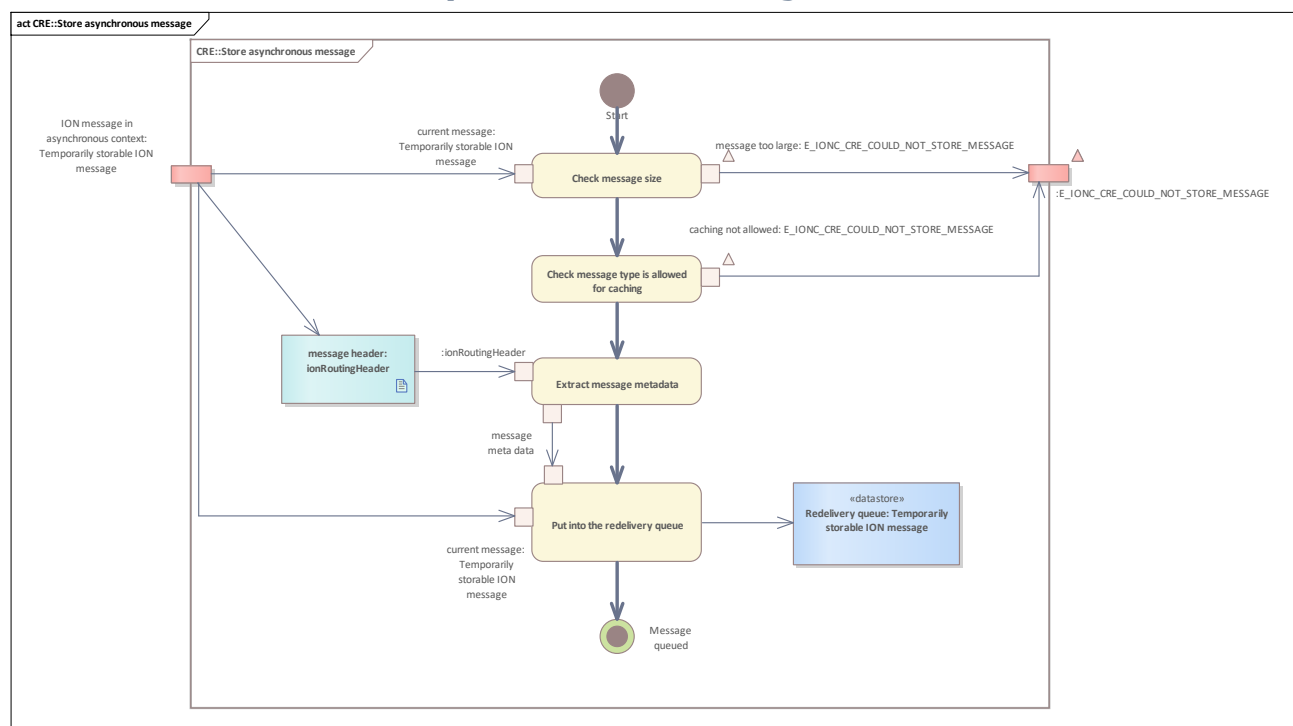 act CRE::Store asynchronous message
CRE::Store asynchronous message
Start
ION message in
asynchronous context:
Temporarily storable ION
message
current message:
Temporarily storable ION
message
message too large: E_IONC_CRE_COULD_NOT_STORE_MESSAGE
Check message size
:E_IONC_CRE_COULD_NOT_STORE_MESSAGE
caching not allowed: E_IONC_CRE_COULD_NOT_STORE_MESSAGE
Check message type is allowed
for caching
message header:
ionRoutingHeader
:ionRoutingHeader
Extract message metadata
message
meta data
Put into the redelivery queue
«datastore»
Redelivery queue: Temporarily
storable ION message
current message:
Temporarily
storable ION
message
Message
queued